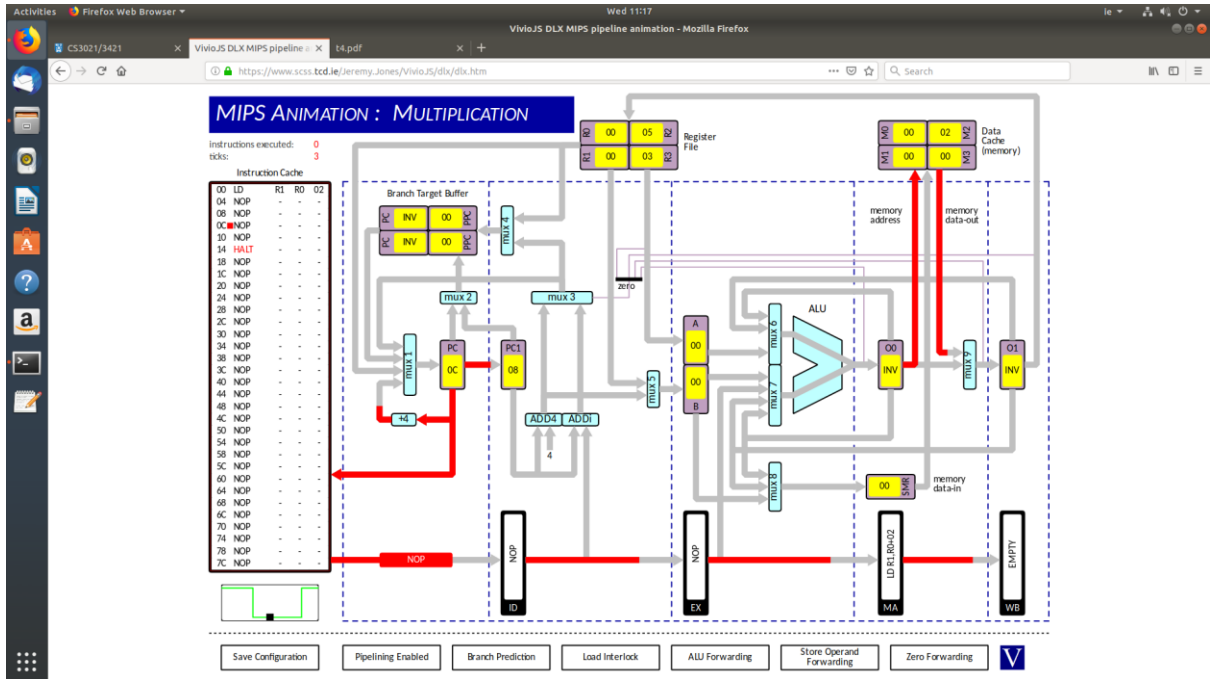 Activities Firefox Web Browser Wed 11:17 ie
VivioJS DLX MIPS pipeline animation - Mozilla Firefox
CS3021/3421 × VivioJS DLX MIPS pipeline a × t4.pdf × +
https://www.scss.tcd.ie/Jeremy.Jones/VivioJS/dlx/dlx.htm Search
MIPS ANIMATION : MULTIPLICATION
instructions executed: 0
ticks: 3
Instruction Cache
00 LD R1 R0 02
04 NOP - - -
08 NOP - - -
0C NOP - - -
10 NOP - - -
14 HALT - - -
18 NOP - - -
1C NOP - - -
20 NOP - - -
24 NOP - - -
28 NOP - - -
2C NOP - - -
30 NOP - - -
34 NOP - - -
38 NOP - - -
3C NOP - - -
40 NOP - - -
44 NOP - - -
48 NOP - - -
4C NOP - - -
50 NOP - - -
54 NOP - - -
58 NOP - - -
5C NOP - - -
60 NOP - - -
64 NOP - - -
68 NOP - - -
6C NOP - - -
70 NOP - - -
74 NOP - - -
78 NOP - - -
7C NOP - - -
R0 00 05 R2
R1 00 03 R3
Register
File
M0 00 02 M2
M1 00 00 M3
Data
Cache
(memory)
Branch Target Buffer
PC INV 00 PPC
PC INV 00 PPC
mux 4
memory
address
memory
data-out
zero
mux 2
mux 3
mux 1
PC
0C
PC1
08
+4
ADD4 ADDi
4
mux 5
A
00
00
B
mux 6
mux 7
ALU
O0
INV
mux 9
O1
INV
mux 8
00 SMR
memory
data-in
NOP
NOP
ID
NOP
EX
LD R1,R0+02
MA
EMPTY
WB
Save Configuration
Pipelining Enabled
Branch Prediction
Load Interlock
ALU Forwarding
Store Operand
Forwarding
Zero Forwarding
V